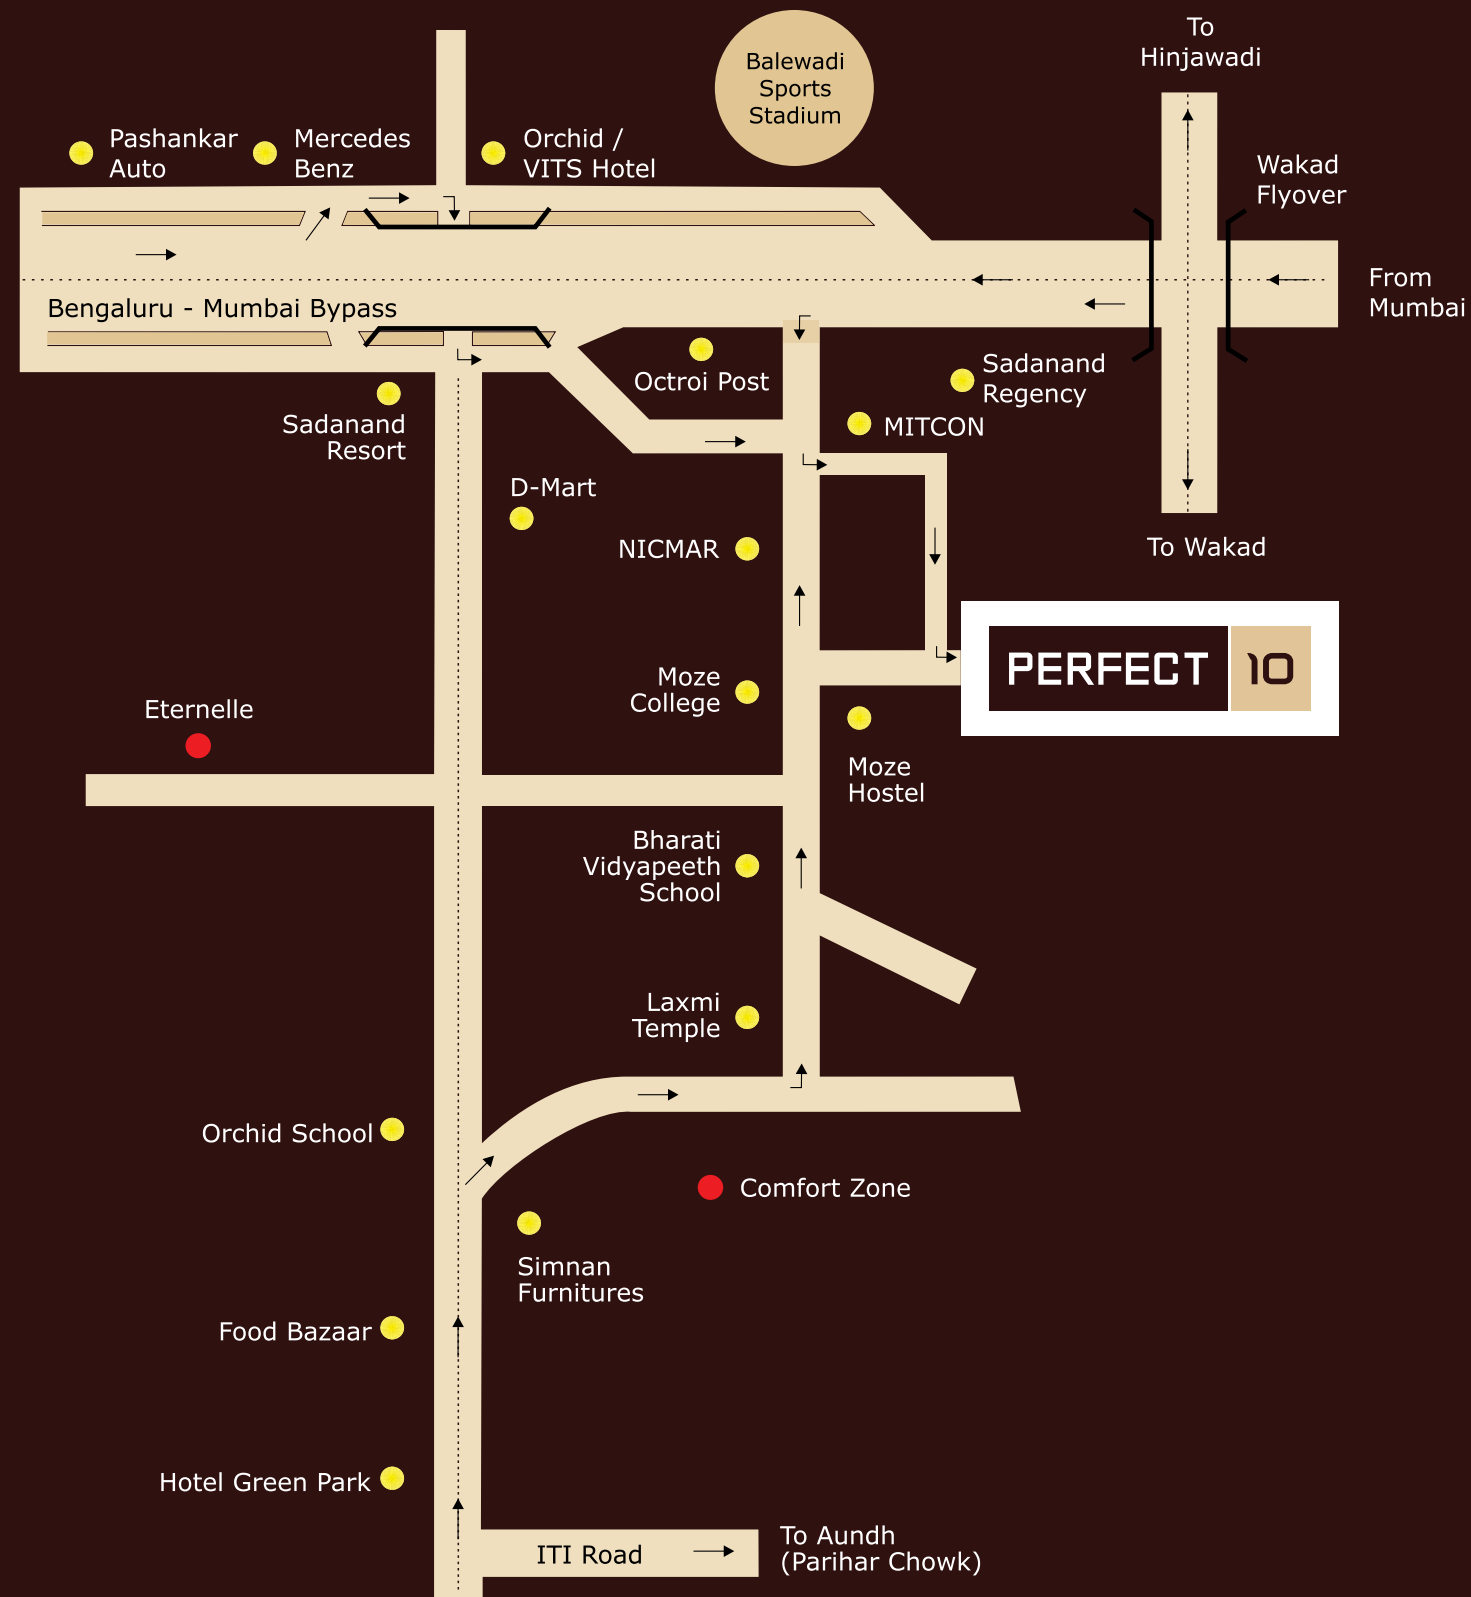 To
Hinjawadi
Balewadi
Sports
Stadium
Pashankar
Auto
Mercedes
Benz
Orchid /
VITS Hotel
Wakad
Flyover
From
Mumbai
Bengaluru - Mumbai Bypass
Octroi Post
Sadanand
Regency
Sadanand
Resort
MITCON
D-Mart
NICMAR
To Wakad
PERFECT 10
Moze
College
Eternelle
Moze
Hostel
Bharati
Vidyapeeth
School
Laxmi
Temple
Orchid School
Comfort Zone
Simnan
Furnitures
Food Bazaar
Hotel Green Park
ITI Road
To Aundh
(Parihar Chowk)